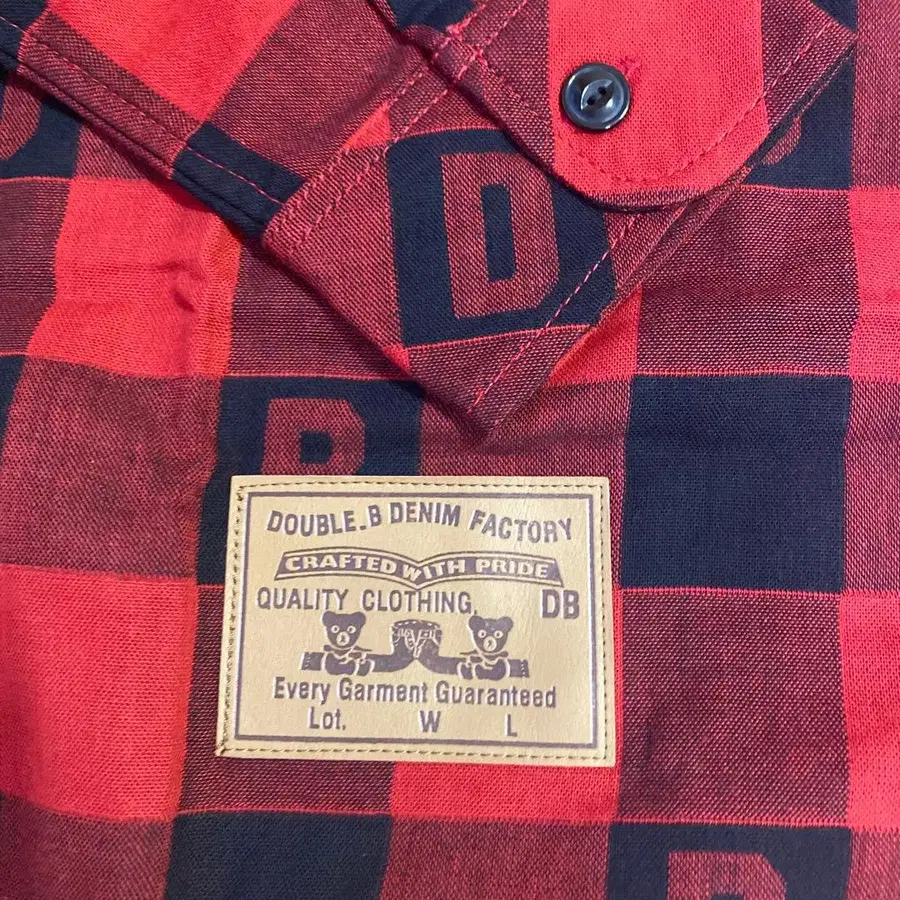 D
B
DOUBLE.B DENIM FACTORY
CRAFTED WITH PRIDE
QUALITY CLOTHING, DB
Every Garment Guaranteed
Lot. W L